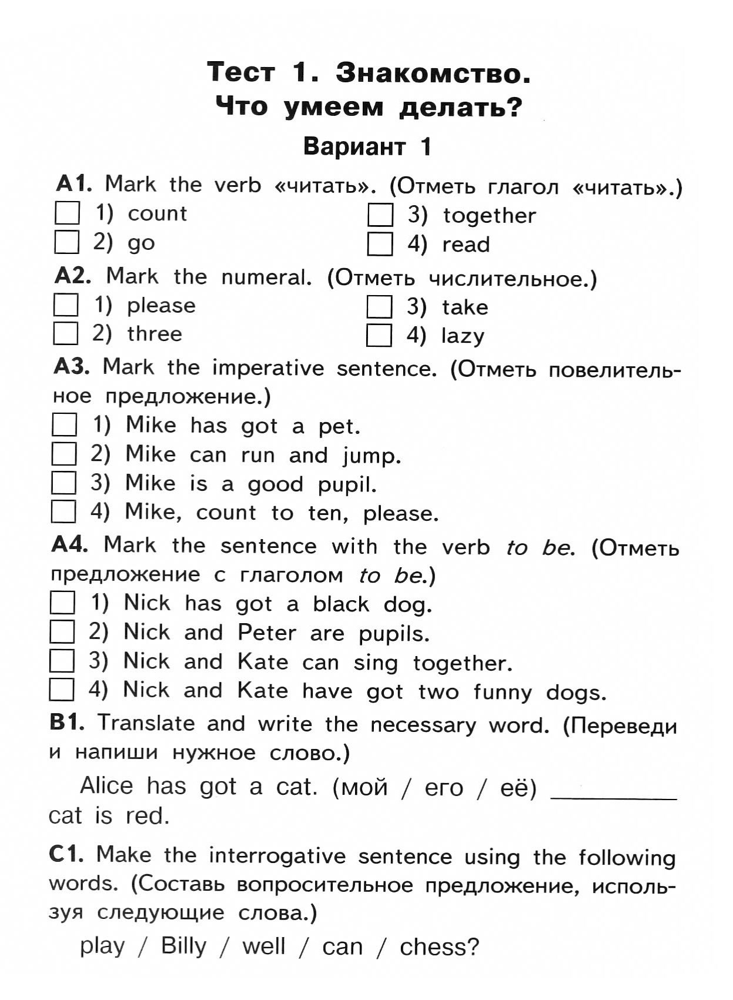 Тест 1. Знакомство.
Что умеем делать?
Вариант 1
А1. Mark the verb «читать». (Отметь глагол «читать».)
1) count 3) together
2) go 4) read
А2. Mark the numeral. (Отметь числительное.)
1) please 3) take
2) three 4) lazy
А3. Mark the imperative sentence. (Отметь повелитель-
ное предложение.)
1) Mike has got a pet.
2) Mike can run and jump.
3) Mike is a good pupil.
4) Mike, count to ten, please.
А4. Mark the sentence with the verb to be. (Отметь
предложение с глаголом to be.)
1) Nick has got a black dog.
2) Nick and Peter are pupils.
3) Nick and Kate can sing together.
4) Nick and Kate have got two funny dogs.
В1. Translate and write the necessary word. (Переведи
и напиши нужное слово.)
Alice has got a cat. (мой / его / её) __________
cat is red.
С1. Make the interrogative sentence using the following
words. (Составь вопросительное предложение, исполь-
зуя следующие слова.)
play / Billy / well / can / chess?